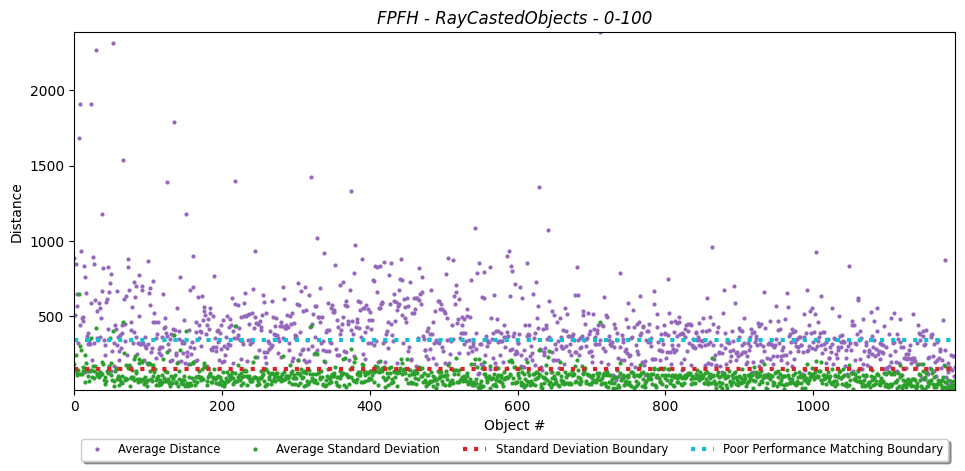 FPFH - RayCastedObjects - 0-100
Distance
2000
1500
1000
500
0 200 400 600 800 1000
Object #
Average Distance Average Standard Deviation Standard Deviation Boundary Poor Performance Matching Boundary